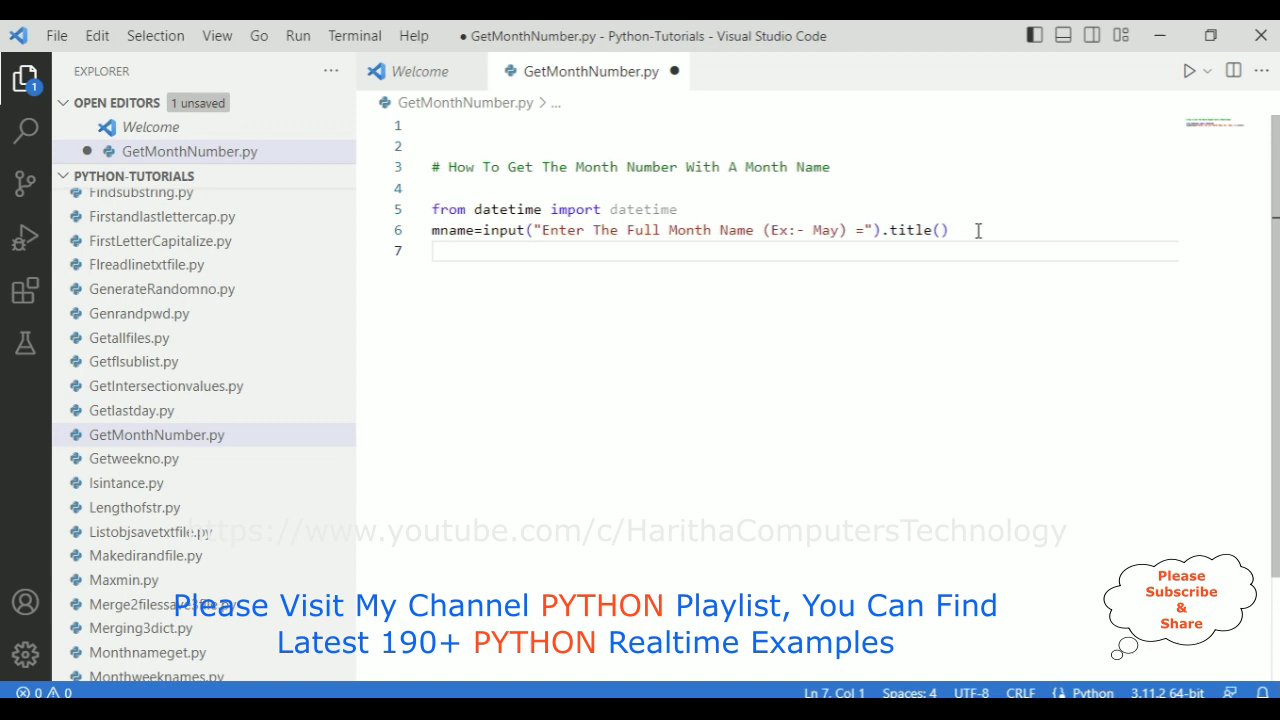 File Edit Selection View Go Run Terminal Help ● GetMonthNumber.py - Python-Tutorials - Visual Studio Code
EXPLORER ...
Welcome GetMonthNumber.py ●
1
OPEN EDITORS 1 unsaved
GetMonthNumber.py > ...
Welcome
● GetMonthNumber.py
PYTHON-TUTORIALS
Findsubstring.py
Firstandlastlettercap.py
FirstLetterCapitalize.py
Flreadlinetxtfile.py
GenerateRandomno.py
Genrandpwd.py
Getallfiles.py
Getflsublist.py
GetIntersectionvalues.py
Getlastday.py
GetMonthNumber.py
Getweekno.py
Isintance.py
Lengthofstr.py
Listobjsavetxtfile.py
Makedirandfile.py
Maxmin.py
Merge2filessave3file.py
Merging3dict.py
Monthnameget.py
Monthweeknames.py
1
2
3 # How To Get The Month Number With A Month Name
4
5 from datetime import datetime
6 mname=input("Enter The Full Month Name (Ex:- May) =").title()
7
https://www.youtube.com/c/HarithaComputersTechnology
Please Visit My Channel PYTHON Playlist, You Can Find
Latest 190+ PYTHON Realtime Examples
Please
Subscribe
&
Share
0 0 Ln 7, Col 1 Spaces: 4 UTF-8 CRLF Python 3.11.2 64-bit